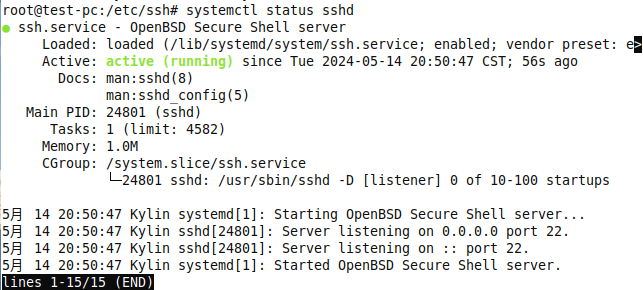 root@test-pc:/etc/ssh# systemctl status sshd
● ssh.service - OpenBSD Secure Shell server
     Loaded: loaded (/lib/systemd/system/ssh.service; enabled; vendor preset: e>
     Active: active (running) since Tue 2024-05-14 20:50:47 CST; 56s ago
       Docs: man:sshd(8)
             man:sshd_config(5)
   Main PID: 24801 (sshd)
      Tasks: 1 (limit: 4582)
     Memory: 1.0M
     CGroup: /system.slice/ssh.service
             └─24801 sshd: /usr/sbin/sshd -D [listener] 0 of 10-100 startups
5月 14 20:50:47 Kylin systemd[1]: Starting OpenBSD Secure Shell server...
5月 14 20:50:47 Kylin sshd[24801]: Server listening on 0.0.0.0 port 22.
5月 14 20:50:47 Kylin sshd[24801]: Server listening on :: port 22.
5月 14 20:50:47 Kylin systemd[1]: Started OpenBSD Secure Shell server.
lines 1-15/15 (END)